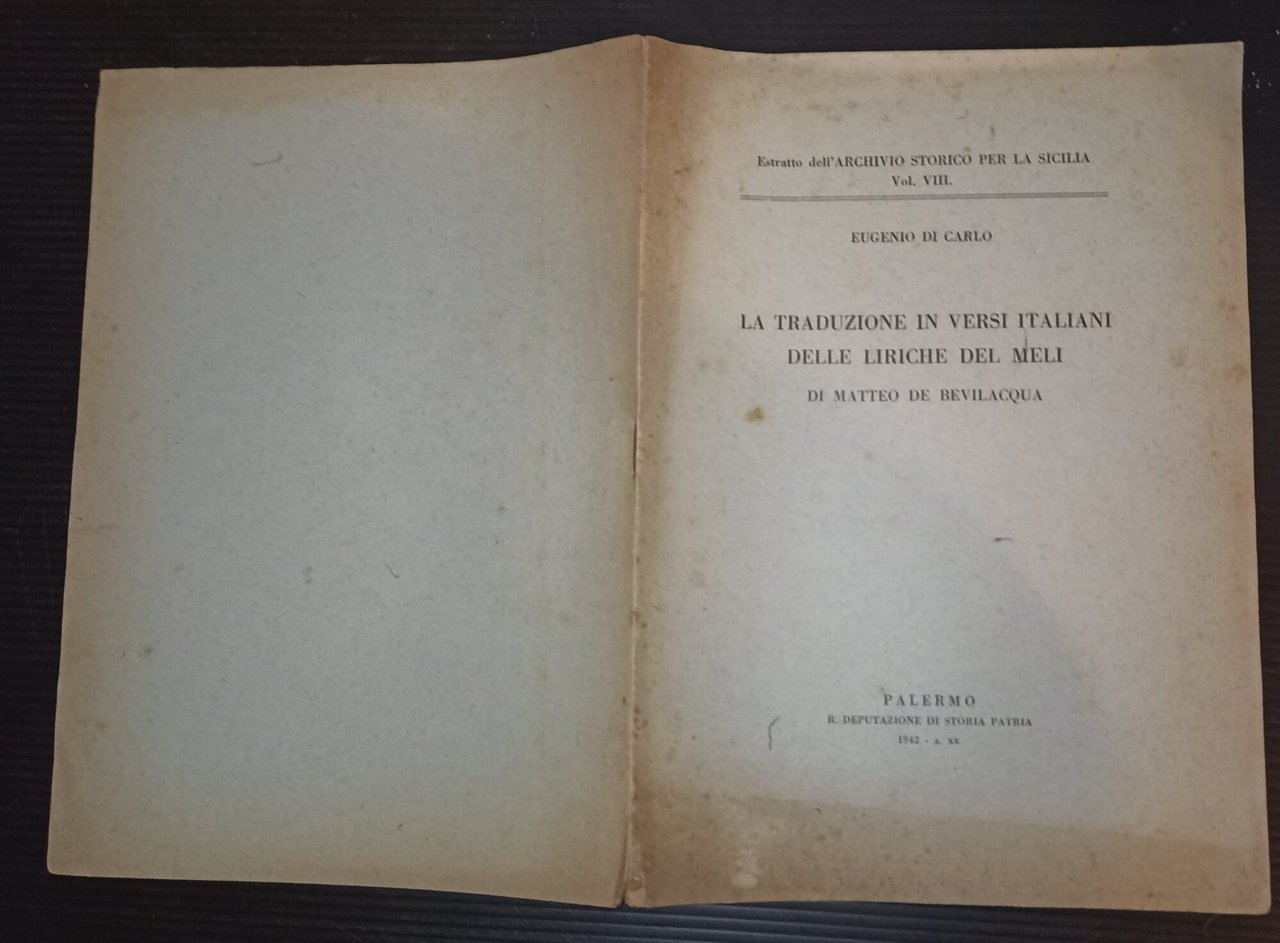 Estratto dell'ARCHIVIO STORICO PER LA SICILIA
Vol. VIII.
EUGENIO DI CARLO
LA TRADUZIONE IN VERSI ITALIANI
DELLE LIRICHE DEL MELI
DI MATTEO DE BEVILACQUA
PALERMO
R. DEPUTAZIONE DI STORIA PATRIA
1942 - A. XX